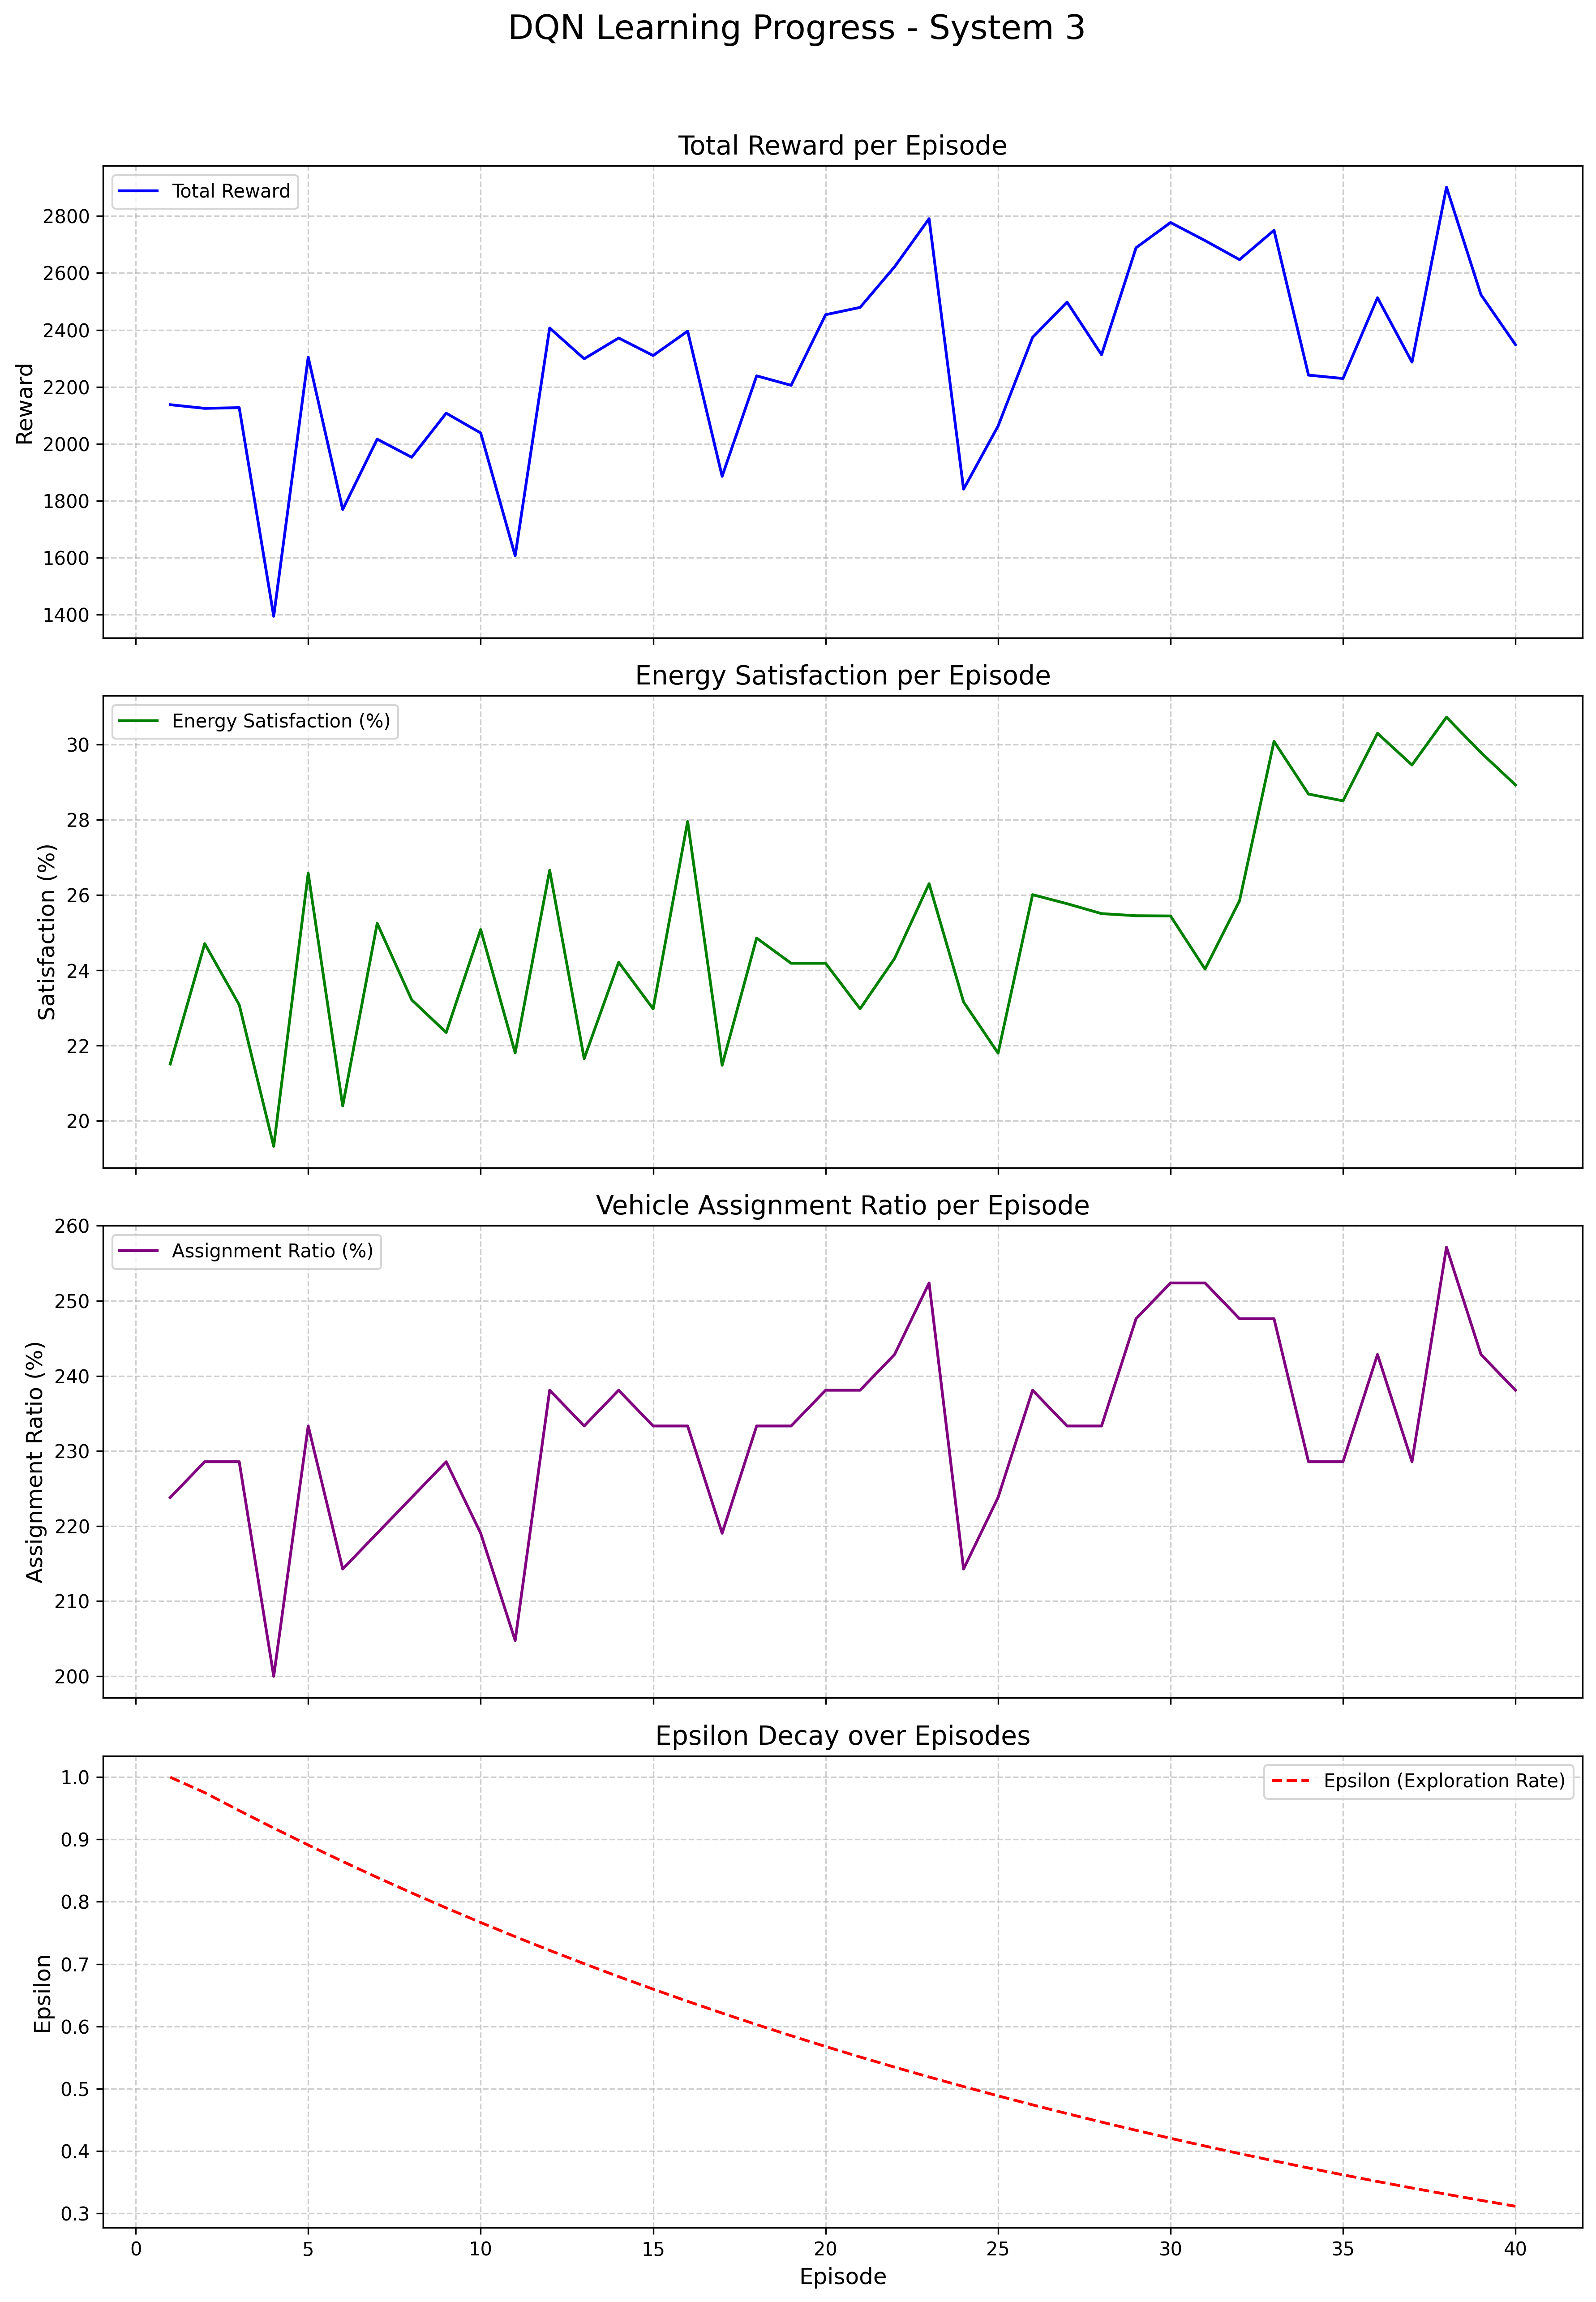 DQN Learning Progress - System 3
Total Reward per Episode
Total Reward
2800
2600
2400
2200
2000
1800
1600
1400
Reward
Energy Satisfaction per Episode
Energy Satisfaction (%)
30
28
26
24
22
20
Satisfaction (%)
Vehicle Assignment Ratio per Episode
Assignment Ratio (%)
260
250
240
230
220
210
200
Assignment Ratio (%)
Epsilon Decay over Episodes
Epsilon (Exploration Rate)
1.0
0.9
0.8
0.7
0.6
0.5
0.4
0.3
Epsilon
0 5 10 15 20 25 30 35 40
Episode